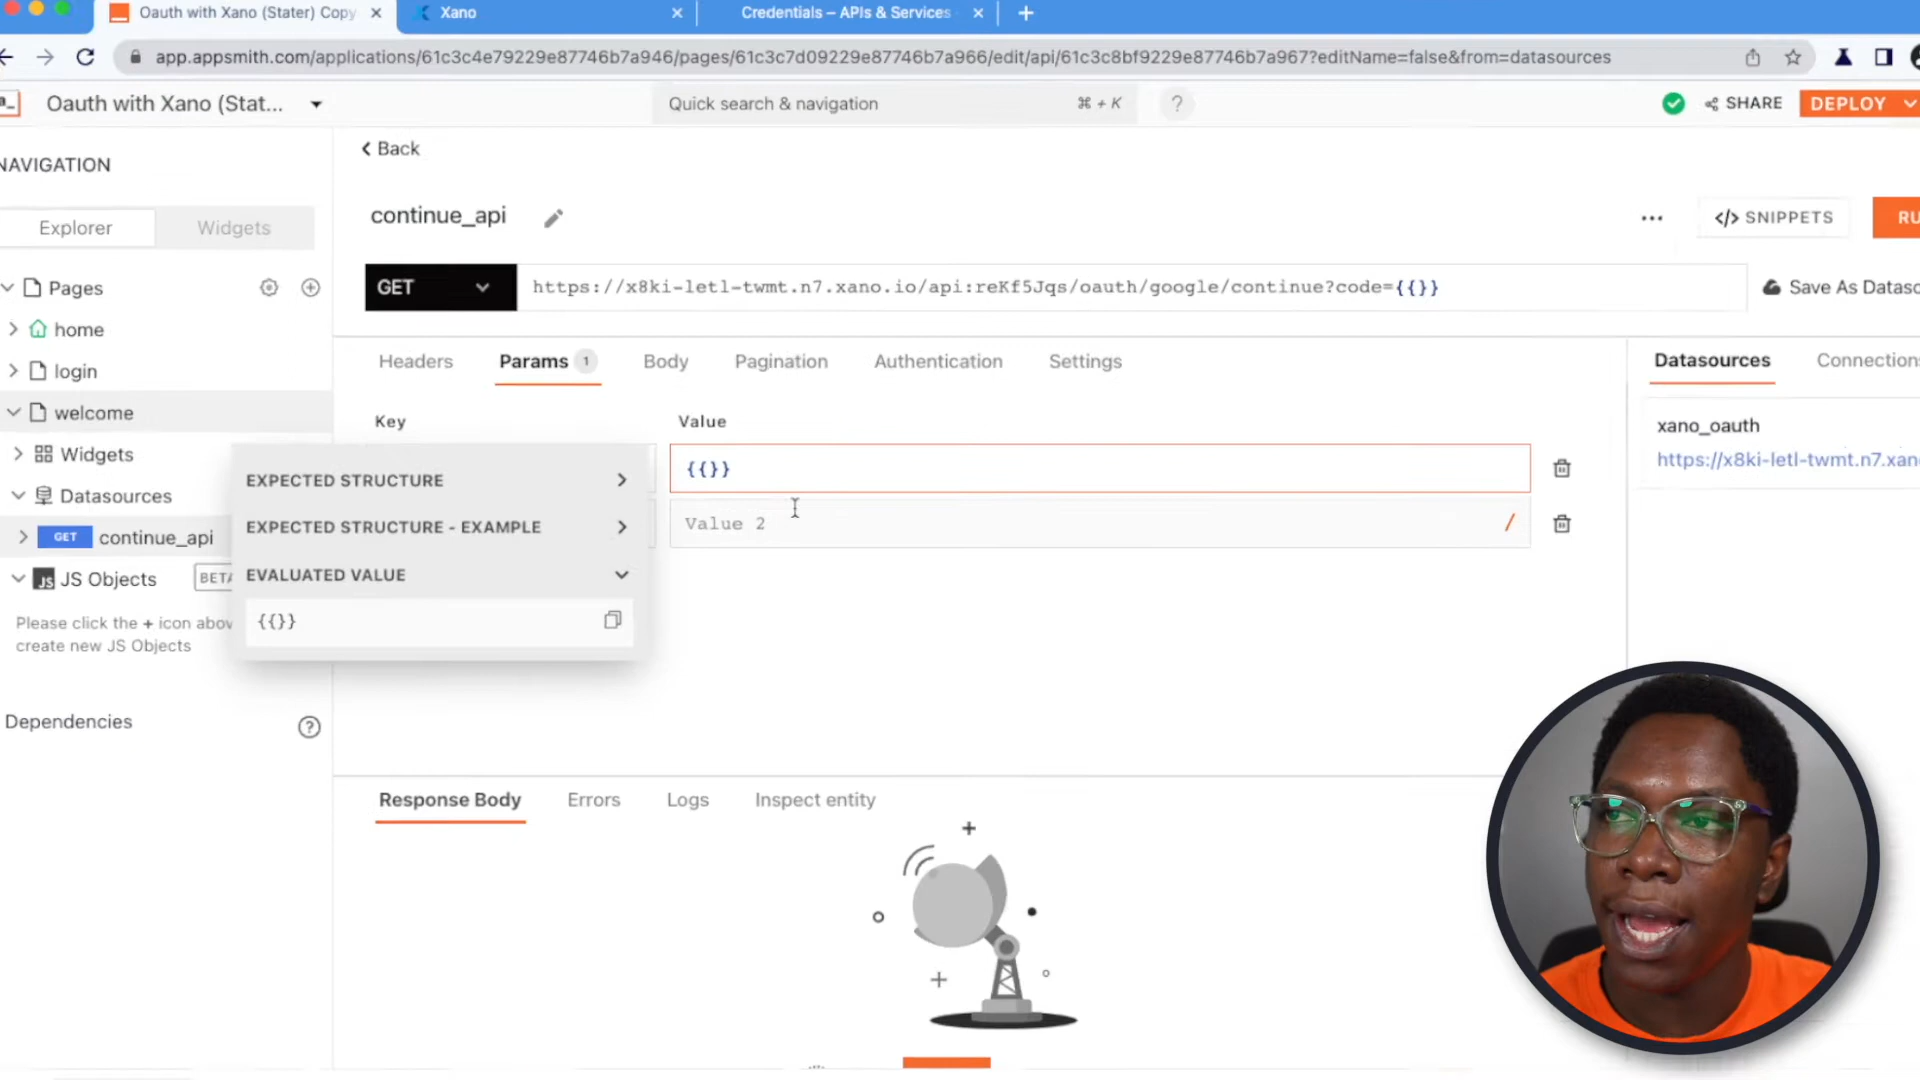 Oauth with Xano (Stater) Copy
Xano
Credentials – APIs & Services
app.appsmith.com/applications/61c3c4e79229e87746b7a946/pages/61c3c7d09229e87746b7a966/edit/api/61c3c8bf9229e87746b7a967?editName=false&from=datasources
Oauth with Xano (Stat...
Quick search & navigation
⌘ + K
?
SHARE
DEPLOY
NAVIGATION
Explorer
Widgets
Pages
home
login
welcome
Widgets
Datasources
GET continue_api
JS Objects
BETA
Please click the + icon abov
create new JS Objects
Dependencies
?
Back
continue_api
SNIPPETS
RU
GET
https://x8ki-letl-twmt.n7.xano.io/api:reKf5Jqs/oauth/google/continue?code={{}}
Save As Dataso
Headers
Params 1
Body
Pagination
Authentication
Settings
Key
Value
{{}}
Value 2
/
EXPECTED STRUCTURE
EXPECTED STRUCTURE - EXAMPLE
EVALUATED VALUE
{{}}
Datasources
Connections
xano_oauth
https://x8ki-letl-twmt.n7.xan
Response Body
Errors
Logs
Inspect entity